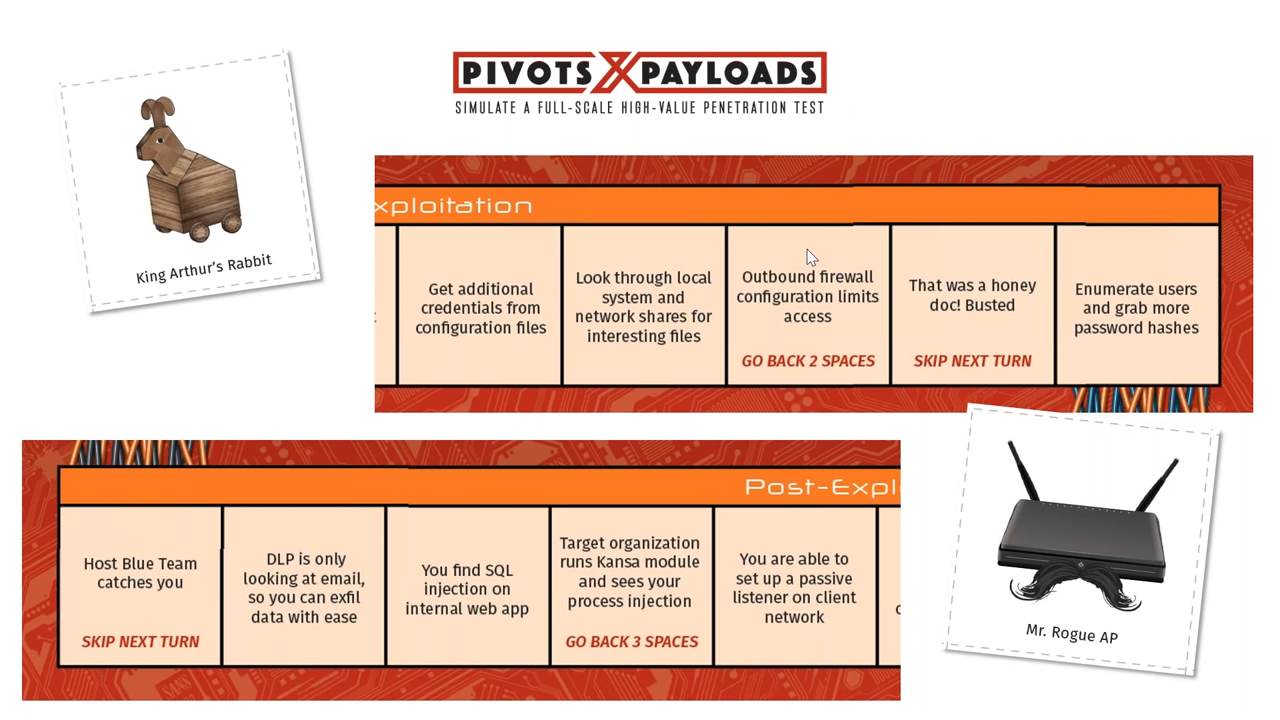 PIVOTS X PAYLOADS
SIMULATE A FULL-SCALE HIGH-VALUE PENETRATION TEST
King Arthur's Rabbit
xploitation
Get additional
credentials from
configuration files
Look through local
system and
network shares for
interesting files
Outbound firewall
configuration limits
access
GO BACK 2 SPACES
That was a honey
doc! Busted
SKIP NEXT TURN
Enumerate users
and grab more
password hashes
Post-Expl
Host Blue Team
catches you
SKIP NEXT TURN
DLP is only
looking at email,
so you can exfil
data with ease
You find SQL
injection on
internal web app
Target organization
runs Kansa module
and sees your
process injection
GO BACK 3 SPACES
You are able to
set up a passive
listener on client
network
Mr. Rogue AP